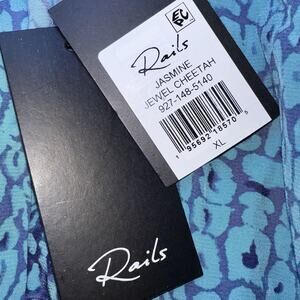 Rails
JASMINE
JEWEL CHEETAH
927-148-5140
1 95692 18570 5
XL
Rails